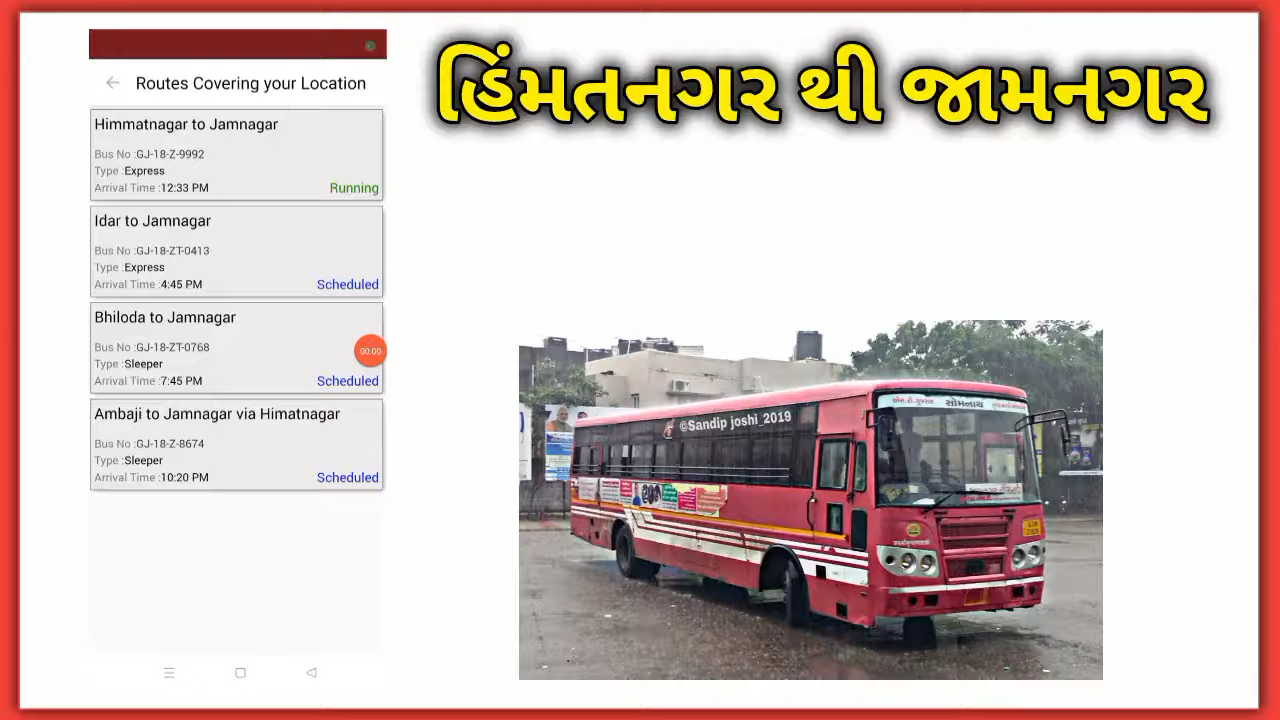 Routes Covering your Location
Himmatnagar to Jamnagar
Bus No :GJ-18-Z-9992
Type :Express
Arrival Time :12:33 PM
Running
Idar to Jamnagar
Bus No :GJ-18-ZT-0413
Type :Express
Arrival Time :4:45 PM
Scheduled
Bhiloda to Jamnagar
Bus No :GJ-18-ZT-0768
Type :Sleeper
Arrival Time :7:45 PM
Scheduled
00:00
Ambaji to Jamnagar via Himatnagar
Bus No :GJ-18-Z-8674
Type :Sleeper
Arrival Time :10:20 PM
Scheduled
હિંમતનગર થી જામનગર
©Sandip joshi_2019
એસ.ટી.ગુજરાત સોમનાથ